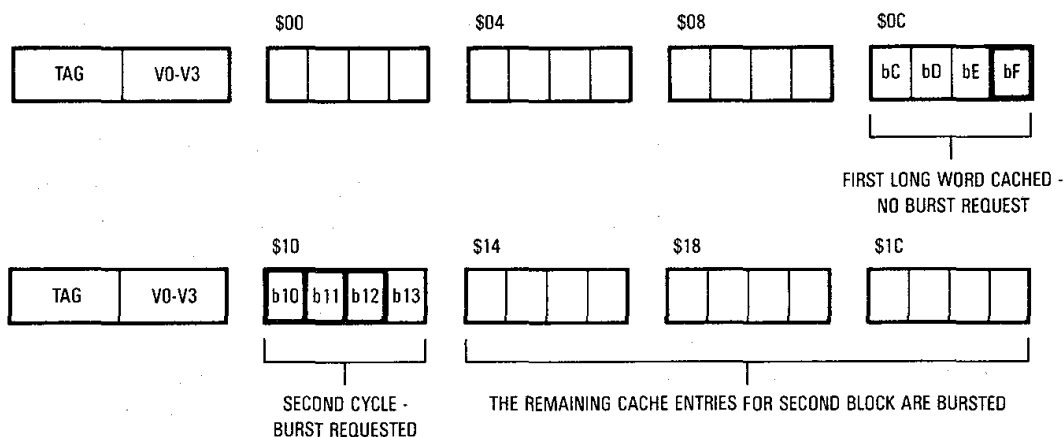 $00 $04 $08 $0C
TAG V0-V3 bC bD bE bF
FIRST LONG WORD CACHED -
NO BURST REQUEST
$10 $14 $18 $1C
TAG V0-V3 b10 b11 b12 b13
SECOND CYCLE -
BURST REQUESTED
THE REMAINING CACHE ENTRIES FOR SECOND BLOCK ARE BURSTED